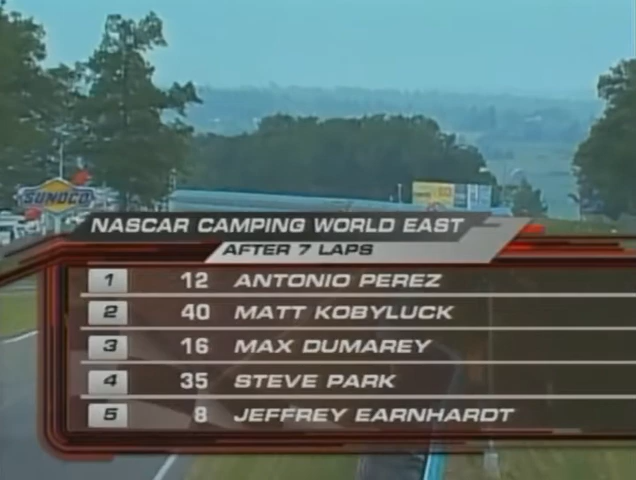 SUNOCO
NASCAR CAMPING WORLD EAST
AFTER 7 LAPS
1 12 ANTONIO PEREZ
2 40 MATT KOBYLUCK
3 16 MAX DUMAREY
4 35 STEVE PARK
5 8 JEFFREY EARNHARDT